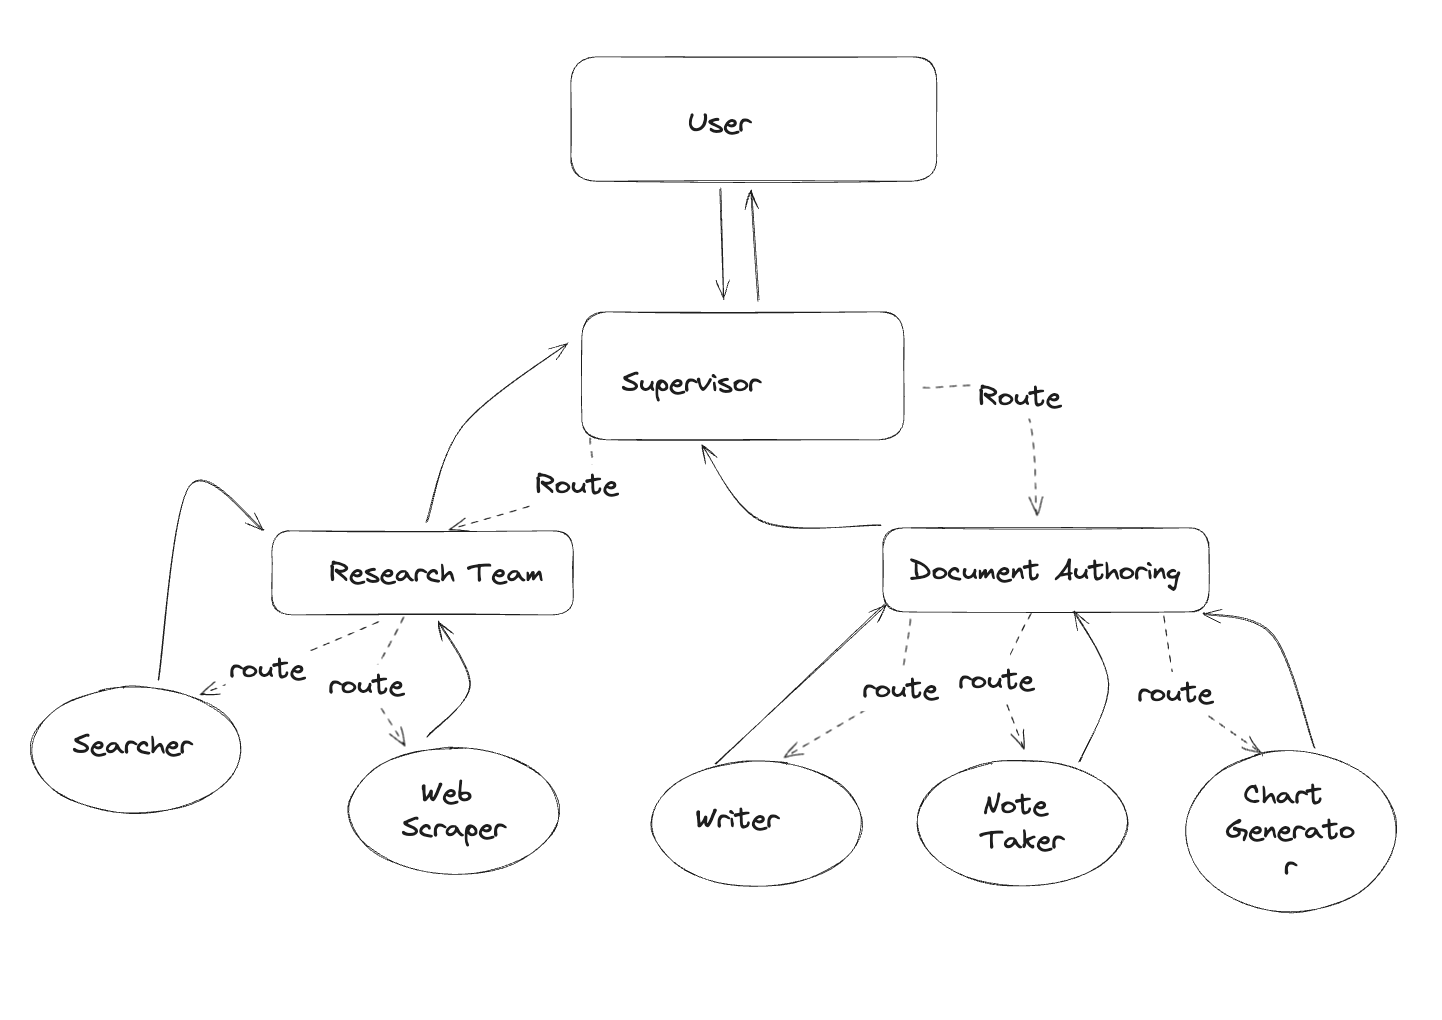 User
Supervisor
Route
Route
Research Team
Document Authoring
route
route
route
route
route
Searcher
Web
Scraper
Writer
Note
Taker
Chart
Generato
r